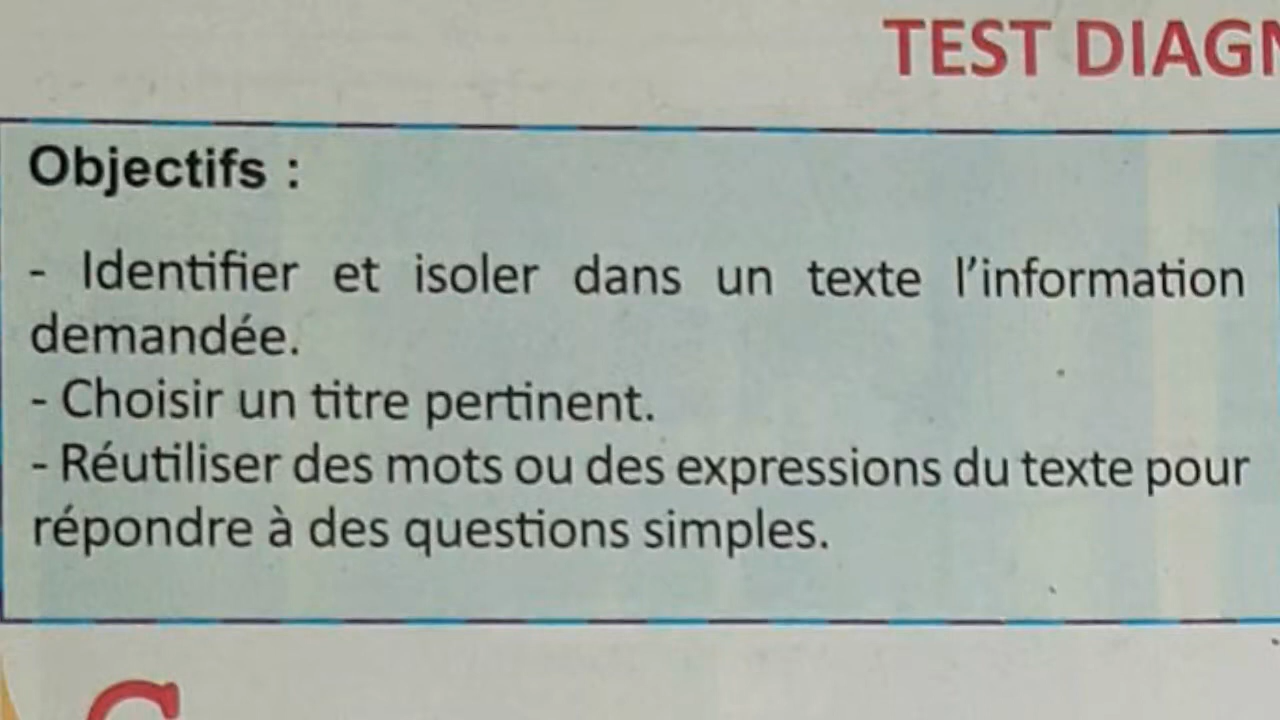 TEST DIAGN
Objectifs :
- Identifier et isoler dans un texte l'information
demandée.
- Choisir un titre pertinent.
- Réutiliser des mots ou des expressions du texte pour
répondre à des questions simples.